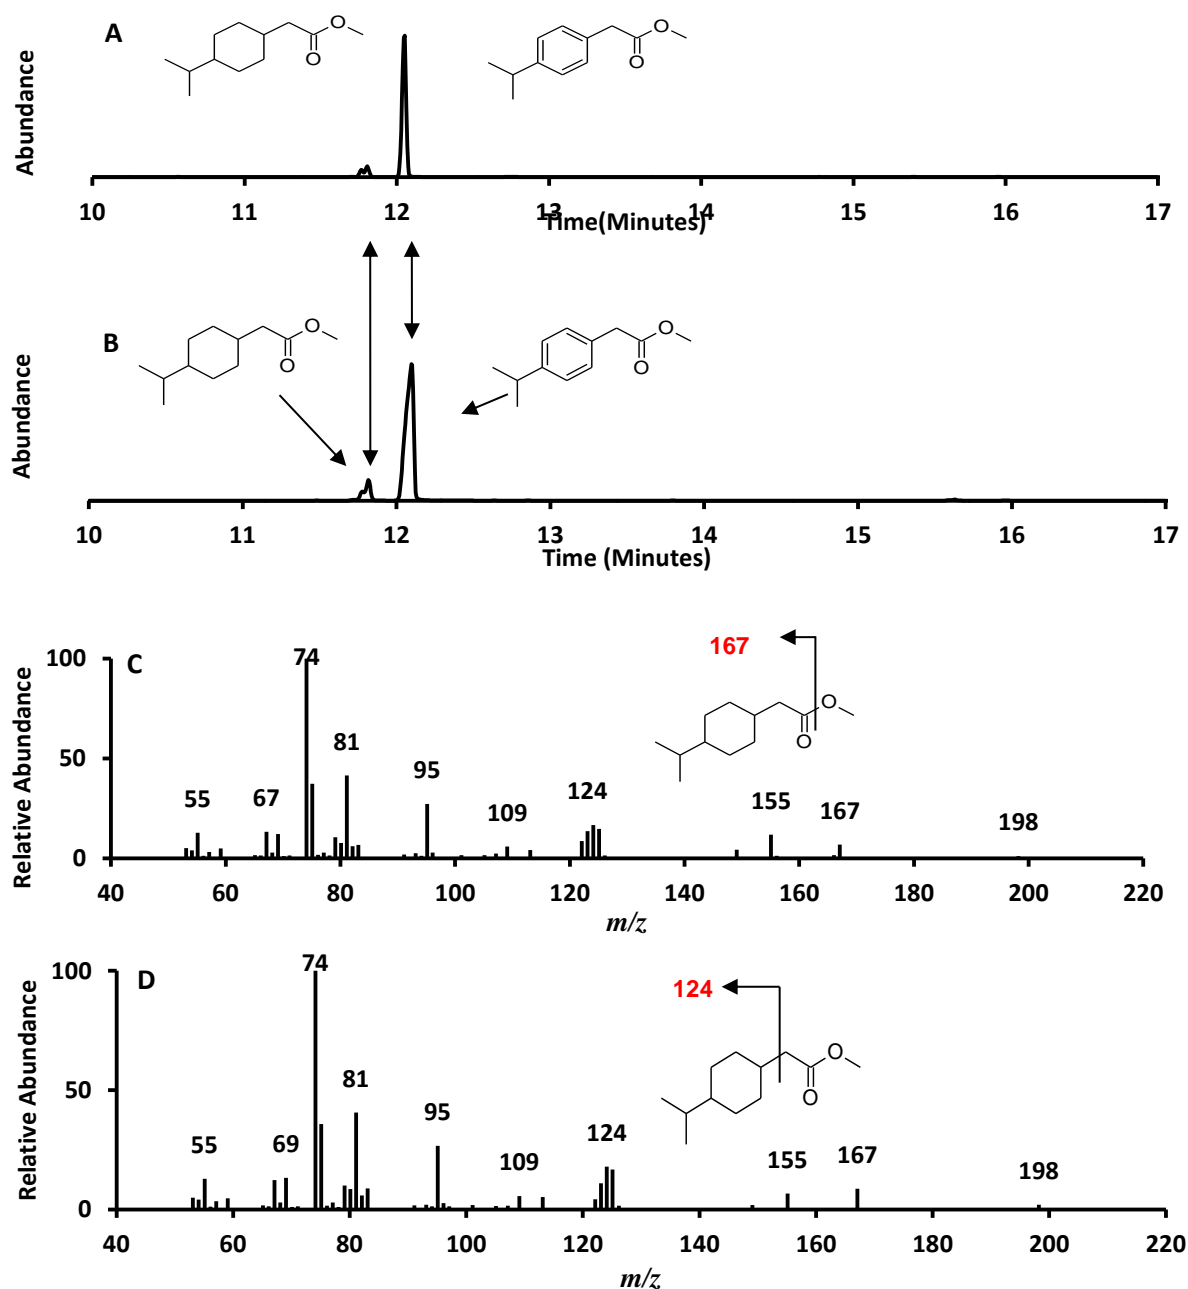 A
O
O
O
O
Abundance
10 11 12 13 14 15 16 17
Time(Minutes)
B
O
O
O
O
Abundance
10 11 12 13 14 15 16 17
Time (Minutes)
C
167
O
O
Relative Abundance
100
50
0
74
55 67 81 95 109 124 155 167 198
40 60 80 100 120 140 160 180 200 220
m/z
D
124
O
O
Relative Abundance
100
50
0
74
55 69 81 95 109 124 155 167 198
40 60 80 100 120 140 160 180 200 220
m/z